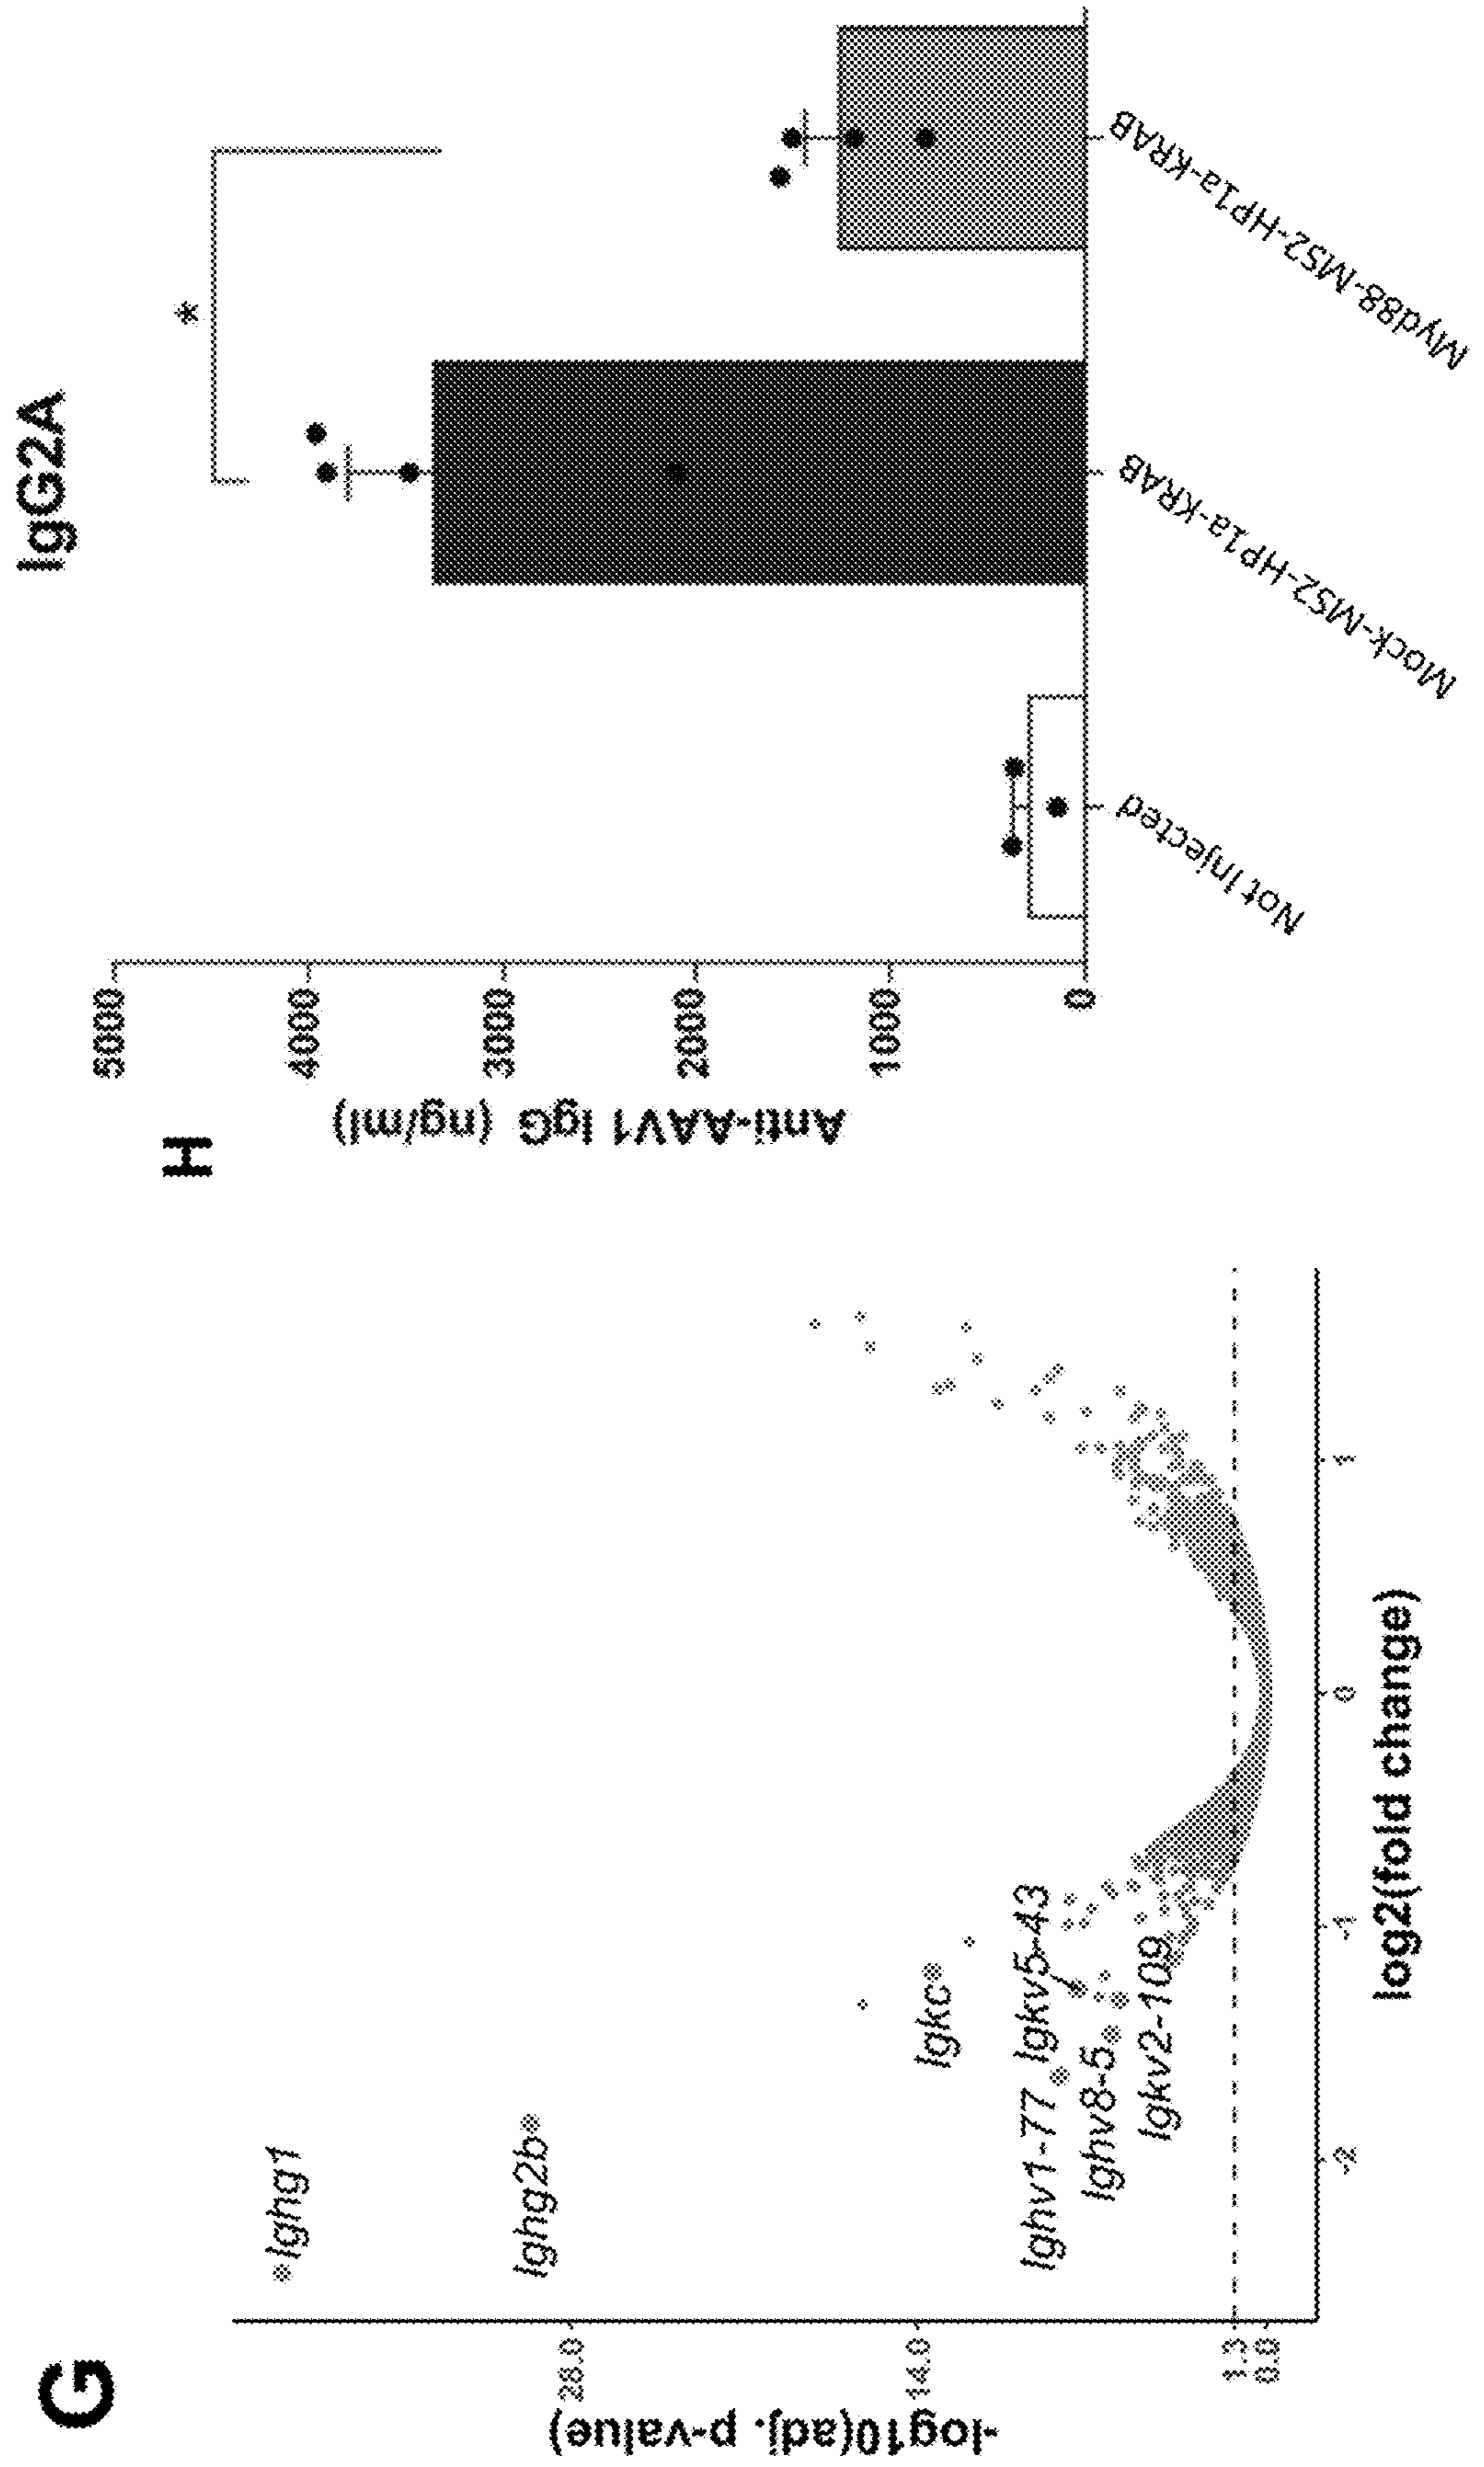 G
-log10(adj. p-value)
28.0
14.0
1.3
0.0
Ighg1
Ighg2b
Igkc
Ighv1-77
Igkv5-43
Ighv8-5
Igkv2-109
-2
-1
0
1
log2(fold change)
H
IgG2A
*
Anti-AAV1 IgG (ng/ml)
5000
4000
3000
2000
1000
0
Not Injected
Mock-MS2-HP1a-KRAB
Myd88-MS2-HP1a-KRAB